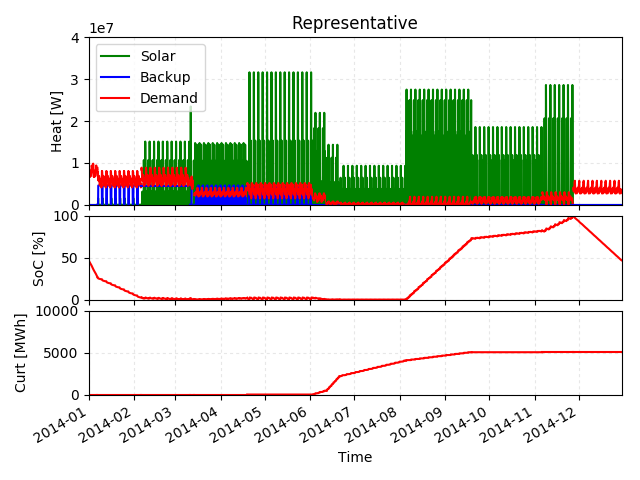 Representative
1e7
4
3
2
1
0
Heat [W]
Solar
Backup
Demand
100
50
0
SoC [%]
10000
5000
0
Curt [MWh]
2014-01
2014-02
2014-03
2014-04
2014-05
2014-06
2014-07
2014-08
2014-09
2014-10
2014-11
2014-12
Time